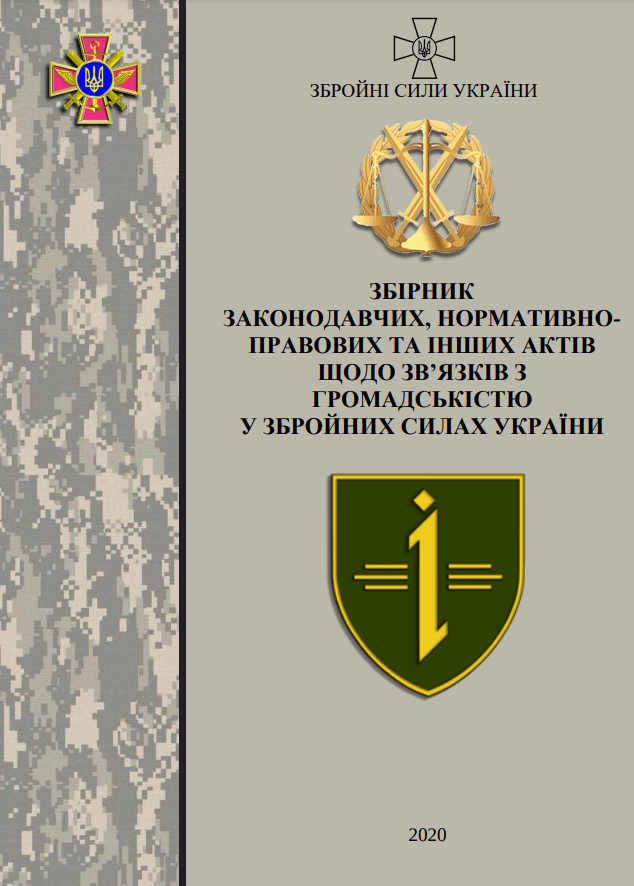 ЗБРОЙНІ СИЛИ УКРАЇНИ
ЗБІРНИК
ЗАКОНОДАВЧИХ, НОРМАТИВНО-
ПРАВОВИХ ТА ІНШИХ АКТІВ
ЩОДО ЗВ’ЯЗКІВ З
ГРОМАДСЬКІСТЮ
У ЗБРОЙНИХ СИЛАХ УКРАЇНИ
і
2020